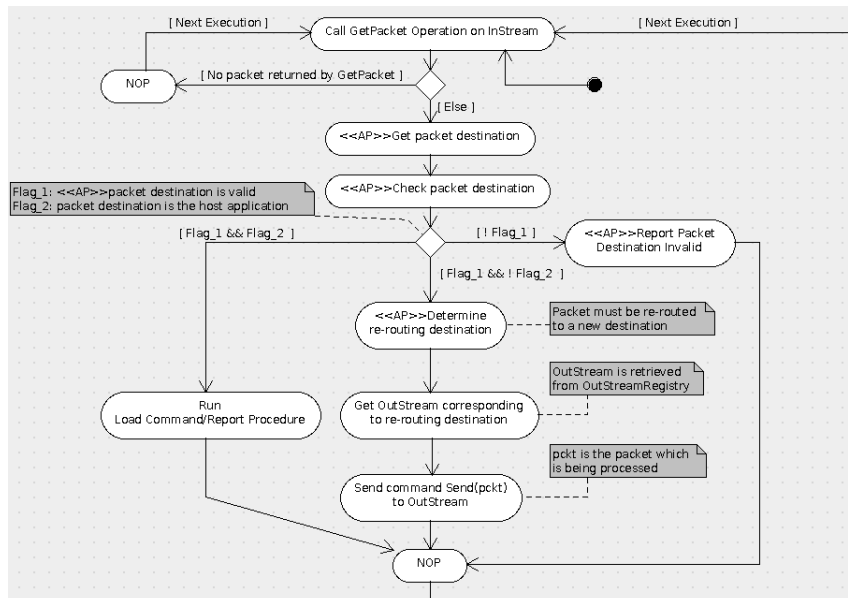 [ Next Execution ]
[ Next Execution ]
Call GetPacket Operation on InStream
NOP
[ No packet returned by GetPacket ]
[ Else ]
<<AP>>Get packet destination
<<AP>>Check packet destination
Flag_1: <<AP>>packet destination is valid
Flag_2: packet destination is the host application
[ Flag_1 && Flag_2 ]
[ ! Flag_1 ]
<<AP>>Report Packet
Destination Invalid
[ Flag_1 && ! Flag_2 ]
<<AP>>Determine
re-routing destination
Packet must be re-routed
to a new destination
OutStream is retrieved
from OutStreamRegistry
Run
Load Command/Report Procedure
Get OutStream corresponding
to re-routing destination
pckt is the packet which
is being processed
Send command Send(pckt)
to OutStream
NOP